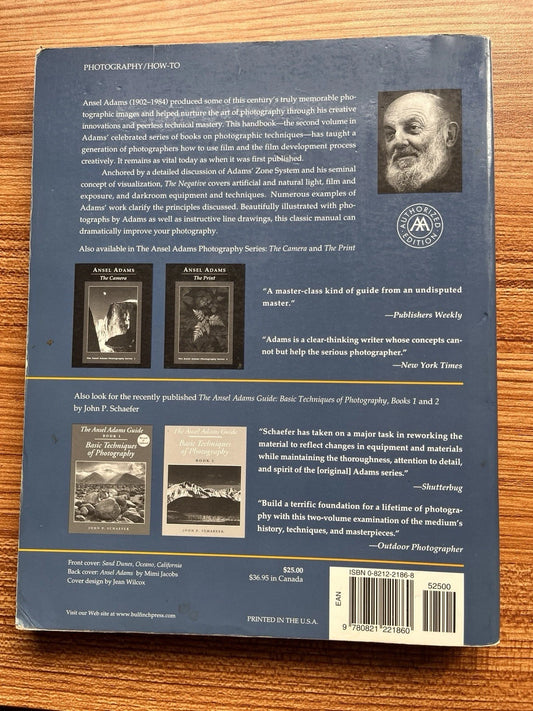 PHOTOGRAPHY/HOW-TO
Ansel Adams (1902–1984) produced some of this century's truly memorable pho-
tographic images and helped nurture the art of photography through his creative
innovations and peerless technical mastery. This handbook—the second volume in
Adams' celebrated series of books on photographic techniques—has taught a
generation of photographers how to use film and the film development process
creatively. It remains as vital today as when it was first published.
Anchored by a detailed discussion of Adams' Zone System and his seminal
concept of visualization, The Negative covers artificial and natural light, film and
exposure, and darkroom equipment and techniques. Numerous examples of
Adams' work clarify the principles discussed. Beautifully illustrated with pho-
tographs by Adams as well as instructive line drawings, this classic manual can
dramatically improve your photography.
AUTHORIZED
AA
EDITION
Also available in The Ansel Adams Photography Series: The Camera and The Print
ANSEL ADAMS
The Camera
The Ansel Adams Photography Series 1
ANSEL ADAMS
The Print
The Ansel Adams Photography Series 3
"A master-class kind of guide from an undisputed
master."
—Publishers Weekly
"Adams is a clear-thinking writer whose concepts can-
not but help the serious photographer."
—New York Times
Also look for the recently published The Ansel Adams Guide: Basic Techniques of Photography, Books 1 and 2
by John P. Schaefer
The Ansel Adams Guide
BOOK 1
Basic Techniques
of Photography
JOHN P. SCHAEFER
The Ansel Adams Guide
Basic Techniques
of Photography
BOOK 2
JOHN P. SCHAEFER
"Schaefer has taken on a major task in reworking the
material to reflect changes in equipment and materials
while maintaining the thoroughness, attention to detail,
and spirit of the [original] Adams series."
—Shutterbug
"Build a terrific foundation for a lifetime of photogra-
phy with this two-volume examination of the medium's
history, techniques, and masterpieces."
—Outdoor Photographer
Front cover: Sand Dunes, Oceano, California
Back cover: Ansel Adams by Mimi Jacobs
Cover design by Jean Wilcox
$25.00
$36.95 in Canada
ISBN 0-8212-2186-8
52500
EAN
9 780821 221860
Visit our Web site at www.bulfinchpress.com
PRINTED IN THE U.S.A.